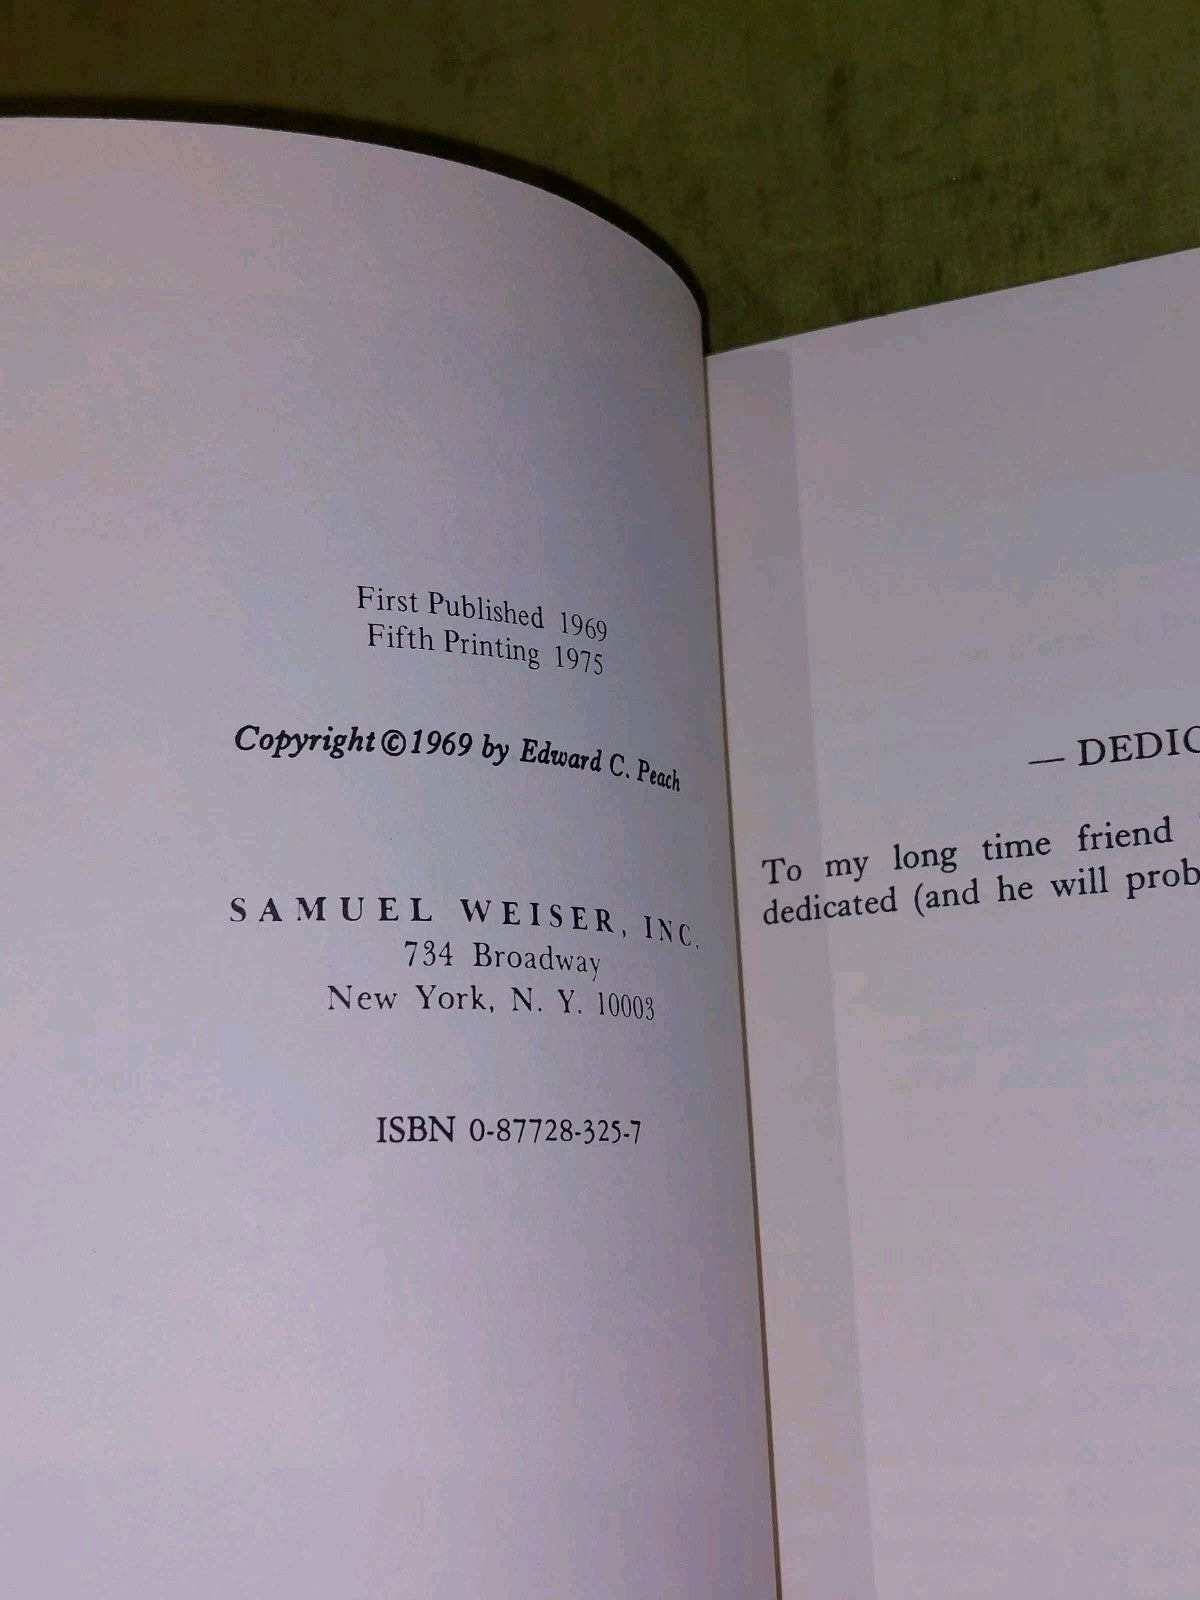 First Published 1969
Fifth Printing 1975
Copyright © 1969 by Edward C. Peach
SAMUEL WEISER, INC.
734 Broadway
New York, N. Y. 10003
ISBN 0-87728-325-7
— DEDIC
To my long time friend
dedicated (and he will prob